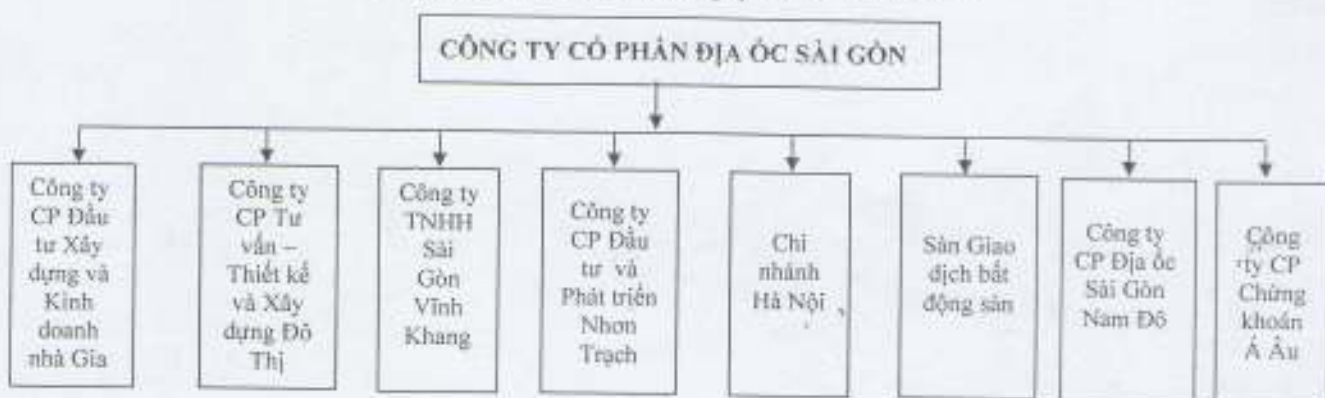 CÔNG TY CỔ PHẦN ĐỊA ỐC SÀI GÒN
Công ty
CP Đầu
tư Xây
dựng và
Kinh
doanh
nhà Gia
Công ty
CP Tư
vấn –
Thiết kế
và Xây
dựng Đô
Thị
Công ty
TNHH
Sài
Gòn
Vĩnh
Khang
Công ty
CP Đầu
tư và
Phát triển
Nhơn
Trạch
Chi
nhánh
Hà Nội
Sàn Giao
dịch bất
động sản
Công ty
CP Địa ốc
Sài Gòn
Nam Đô
Công
ty CP
Chứng
khoán
Á Âu